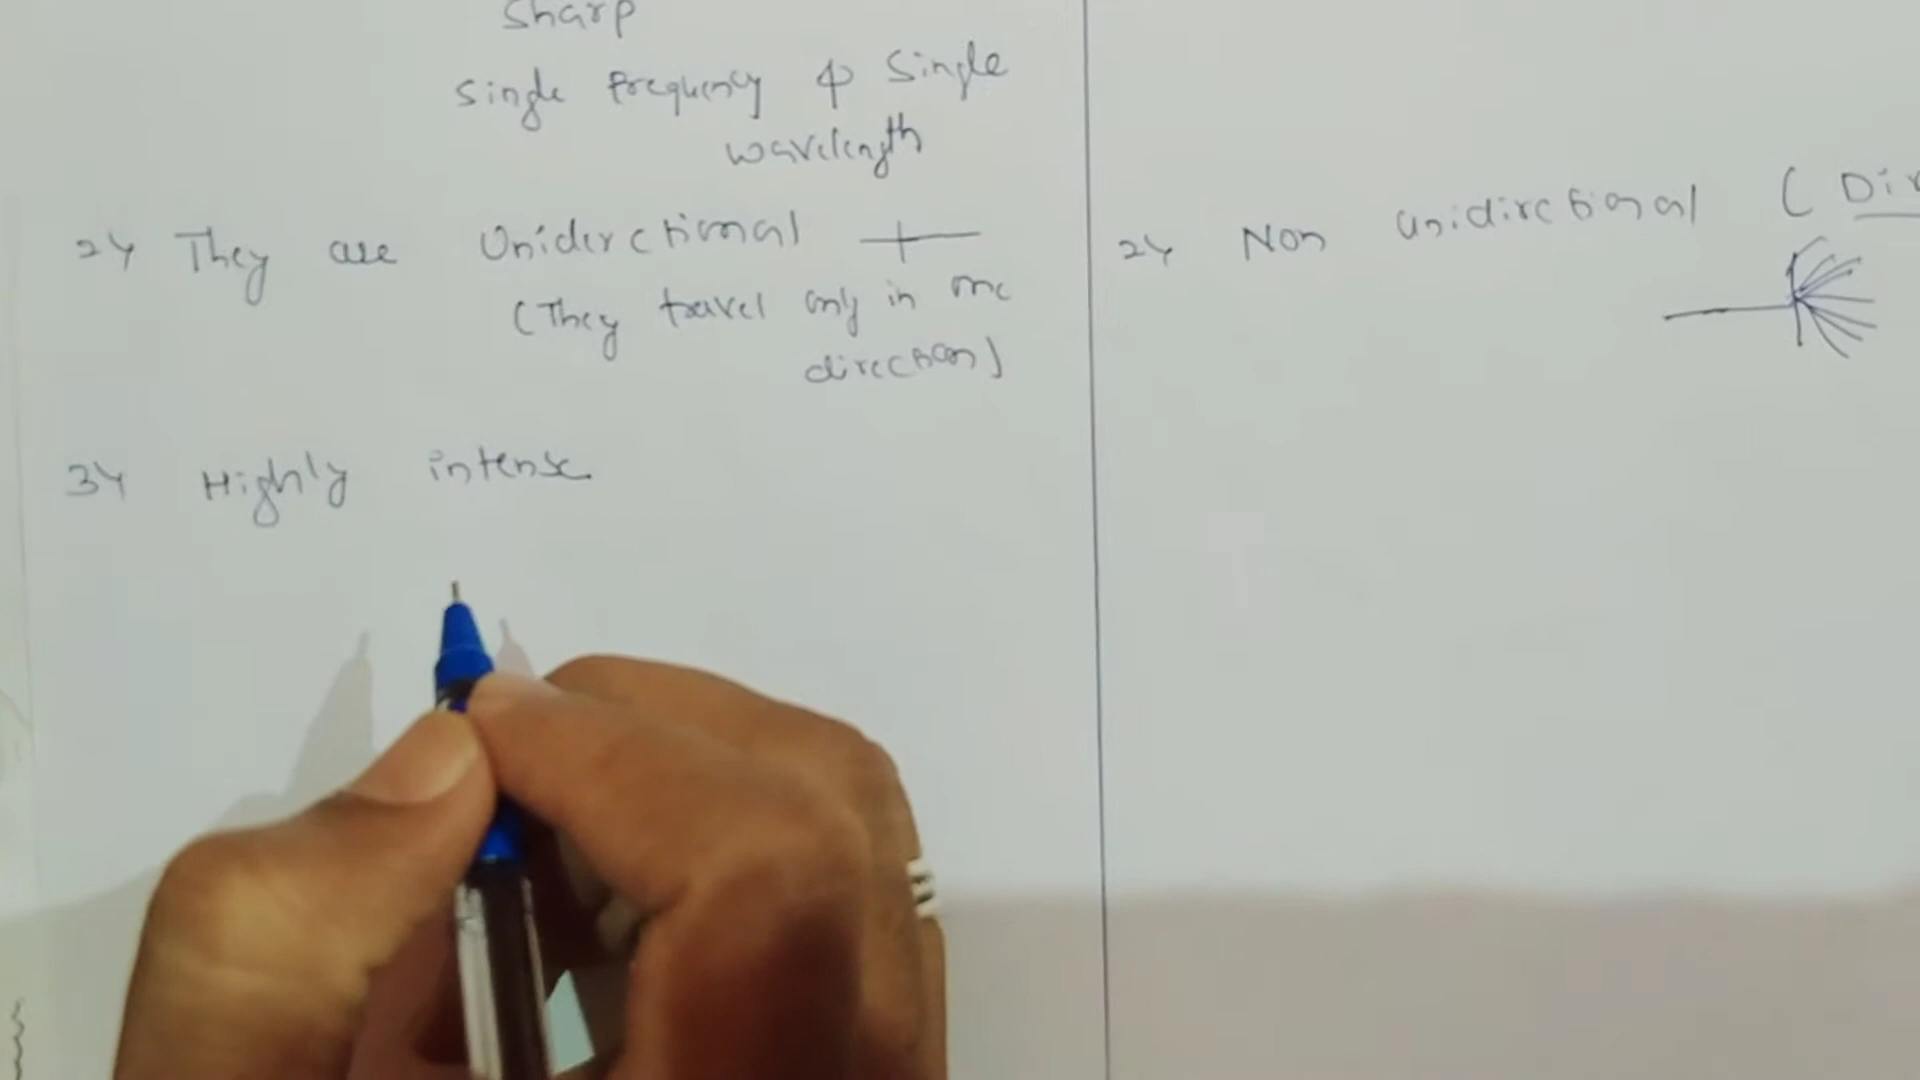 Sharp
Single frequency & Single
wavelength
2) They are Unidirectional
(They travel only in one
direction)
3) Highly intense
2) Non unidirectional (Dir